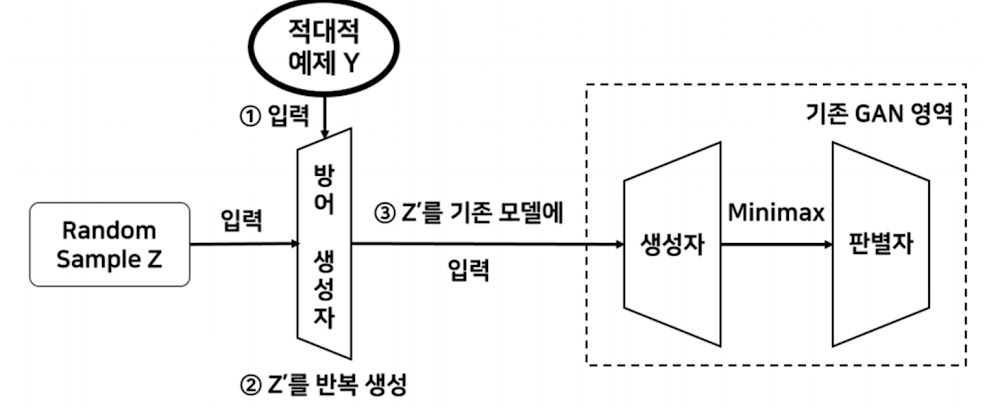 적대적
예제 Y
① 입력
기존 GAN 영역
방어 생성자
Random
Sample Z
입력
③ Z′를 기존 모델에
입력
생성자
Minimax
판별자
② Z′를 반복 생성